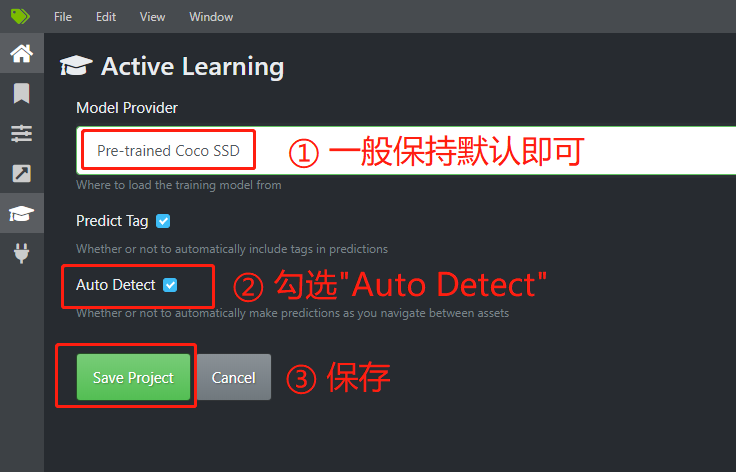 File Edit View Window
Active Learning
Model Provider
Pre-trained Coco SSD
① 一般保持默认即可
Where to load the training model from
Predict Tag
Whether or not to automatically include tags in predictions
Auto Detect
② 勾选"Auto Detect"
Whether or not to automatically make predictions as you navigate between assets
Save Project Cancel
③ 保存